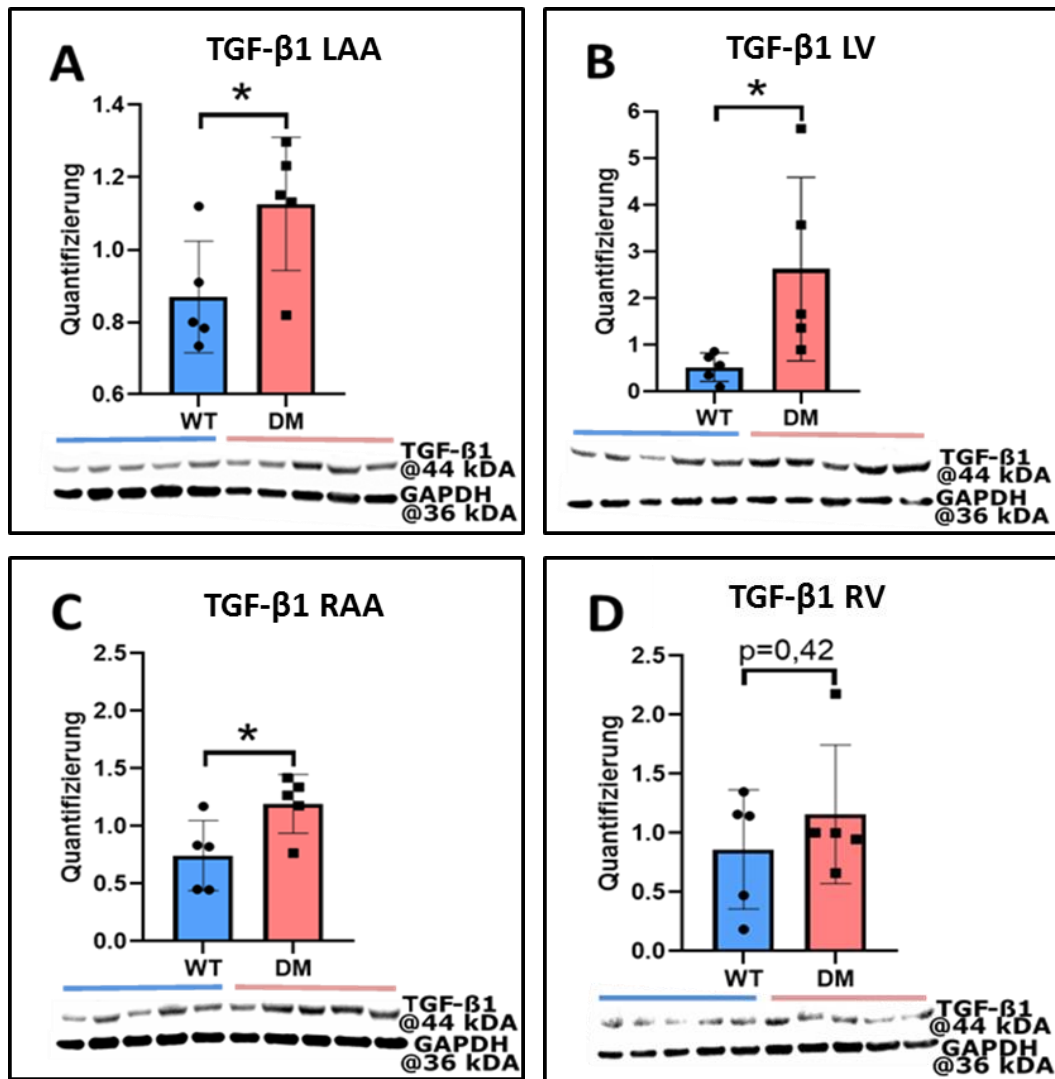 A
TGF-β1 LAA
*
1.4
1.2
1.0
0.8
0.6
Quantifizierung
WT DM
TGF-β1
@44 kDA
GAPDH
@36 kDA
B
TGF-β1 LV
*
6
5
4
3
2
1
0
Quantifizierung
WT DM
TGF-β1
@44 kDA
GAPDH
@36 kDA
C
TGF-β1 RAA
*
2.5
2.0
1.5
1.0
0.5
0.0
Quantifizierung
WT DM
TGF-β1
@44 kDA
GAPDH
@36 kDA
D
TGF-β1 RV
p=0,42
2.5
2.0
1.5
1.0
0.5
0.0
Quantifizierung
WT DM
TGF-β1
@44 kDA
GAPDH
@36 kDA